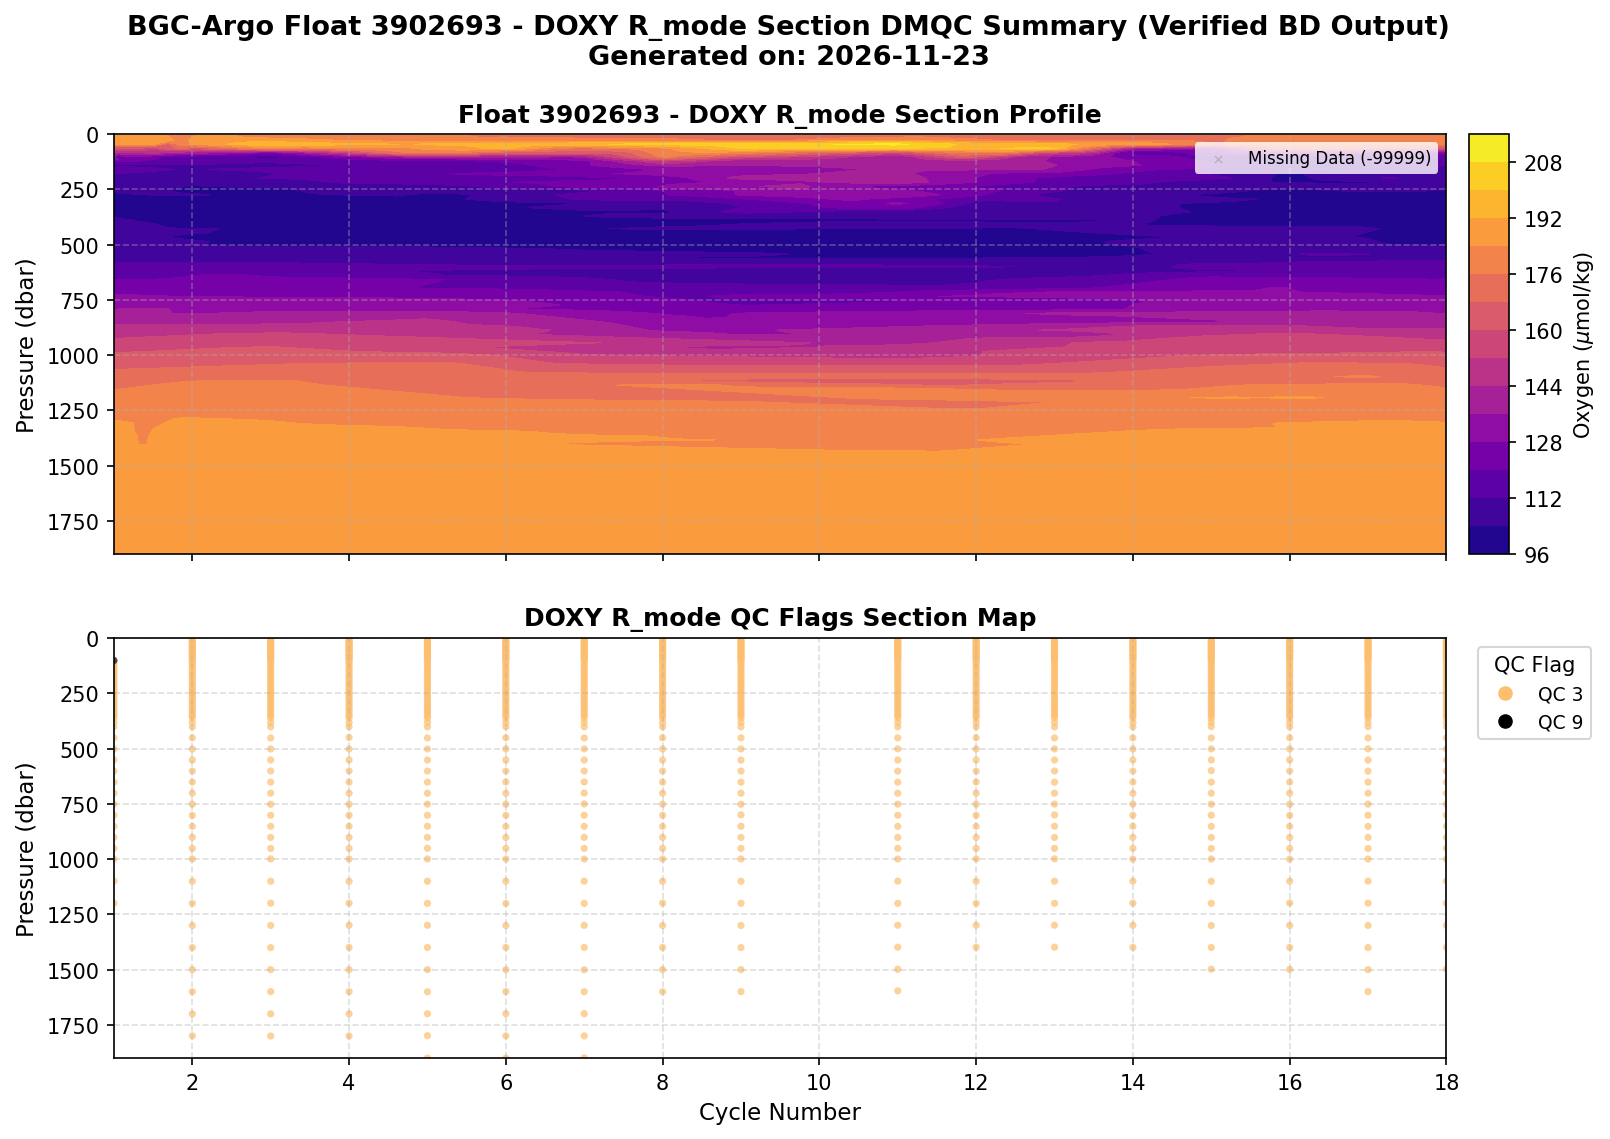 BGC-Argo Float 3902693 - DOXY R_mode Section DMQC Summary (Verified BD Output)
Generated on: 2026-11-23
Float 3902693 - DOXY R_mode Section Profile
Pressure (dbar)
0
250
500
750
1000
1250
1500
1750
× Missing Data (-99999)
208
192
176
160
144
128
112
96
Oxygen (μmol/kg)
DOXY R_mode QC Flags Section Map
Pressure (dbar)
0
250
500
750
1000
1250
1500
1750
2 4 6 8 10 12 14 16 18
Cycle Number
QC Flag
QC 3
QC 9